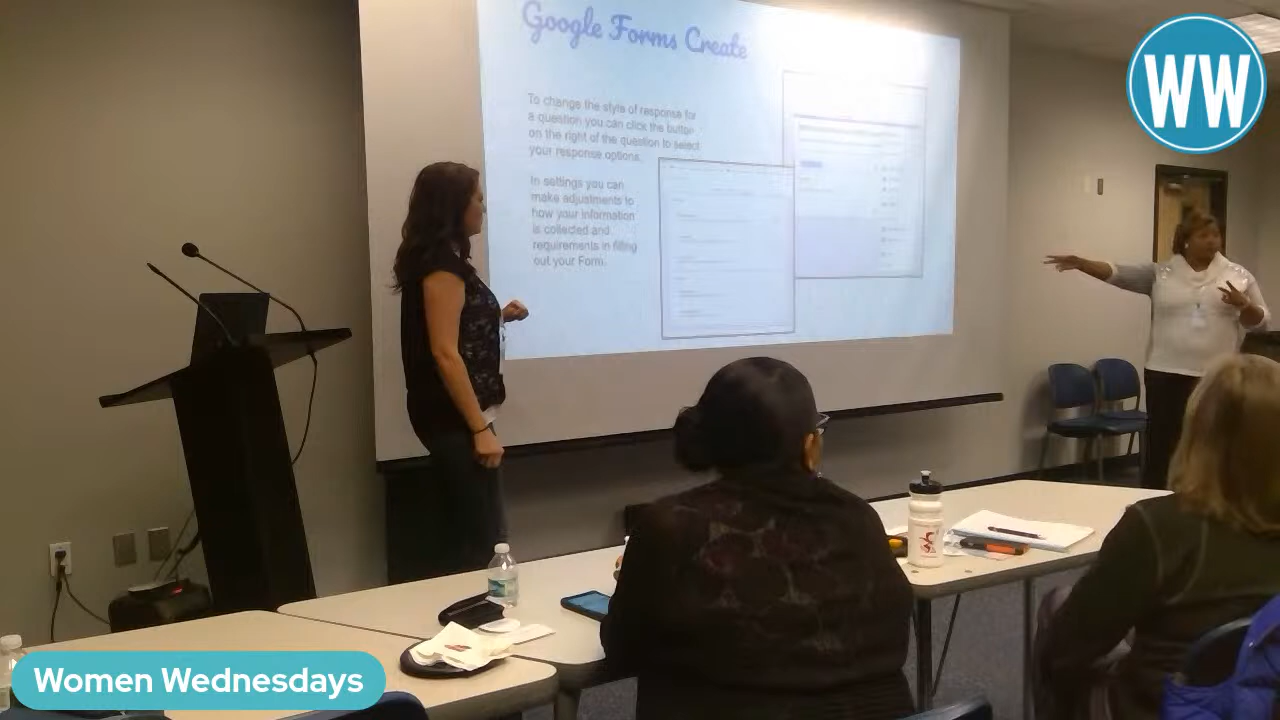 Google Forms Create
WW
To change the style of response for
a question you can click the button
on the right of the question to select
your response options.
In settings you can
make adjustments to
how your information
is collected and
requirements in filling
out your Form.
Women Wednesdays